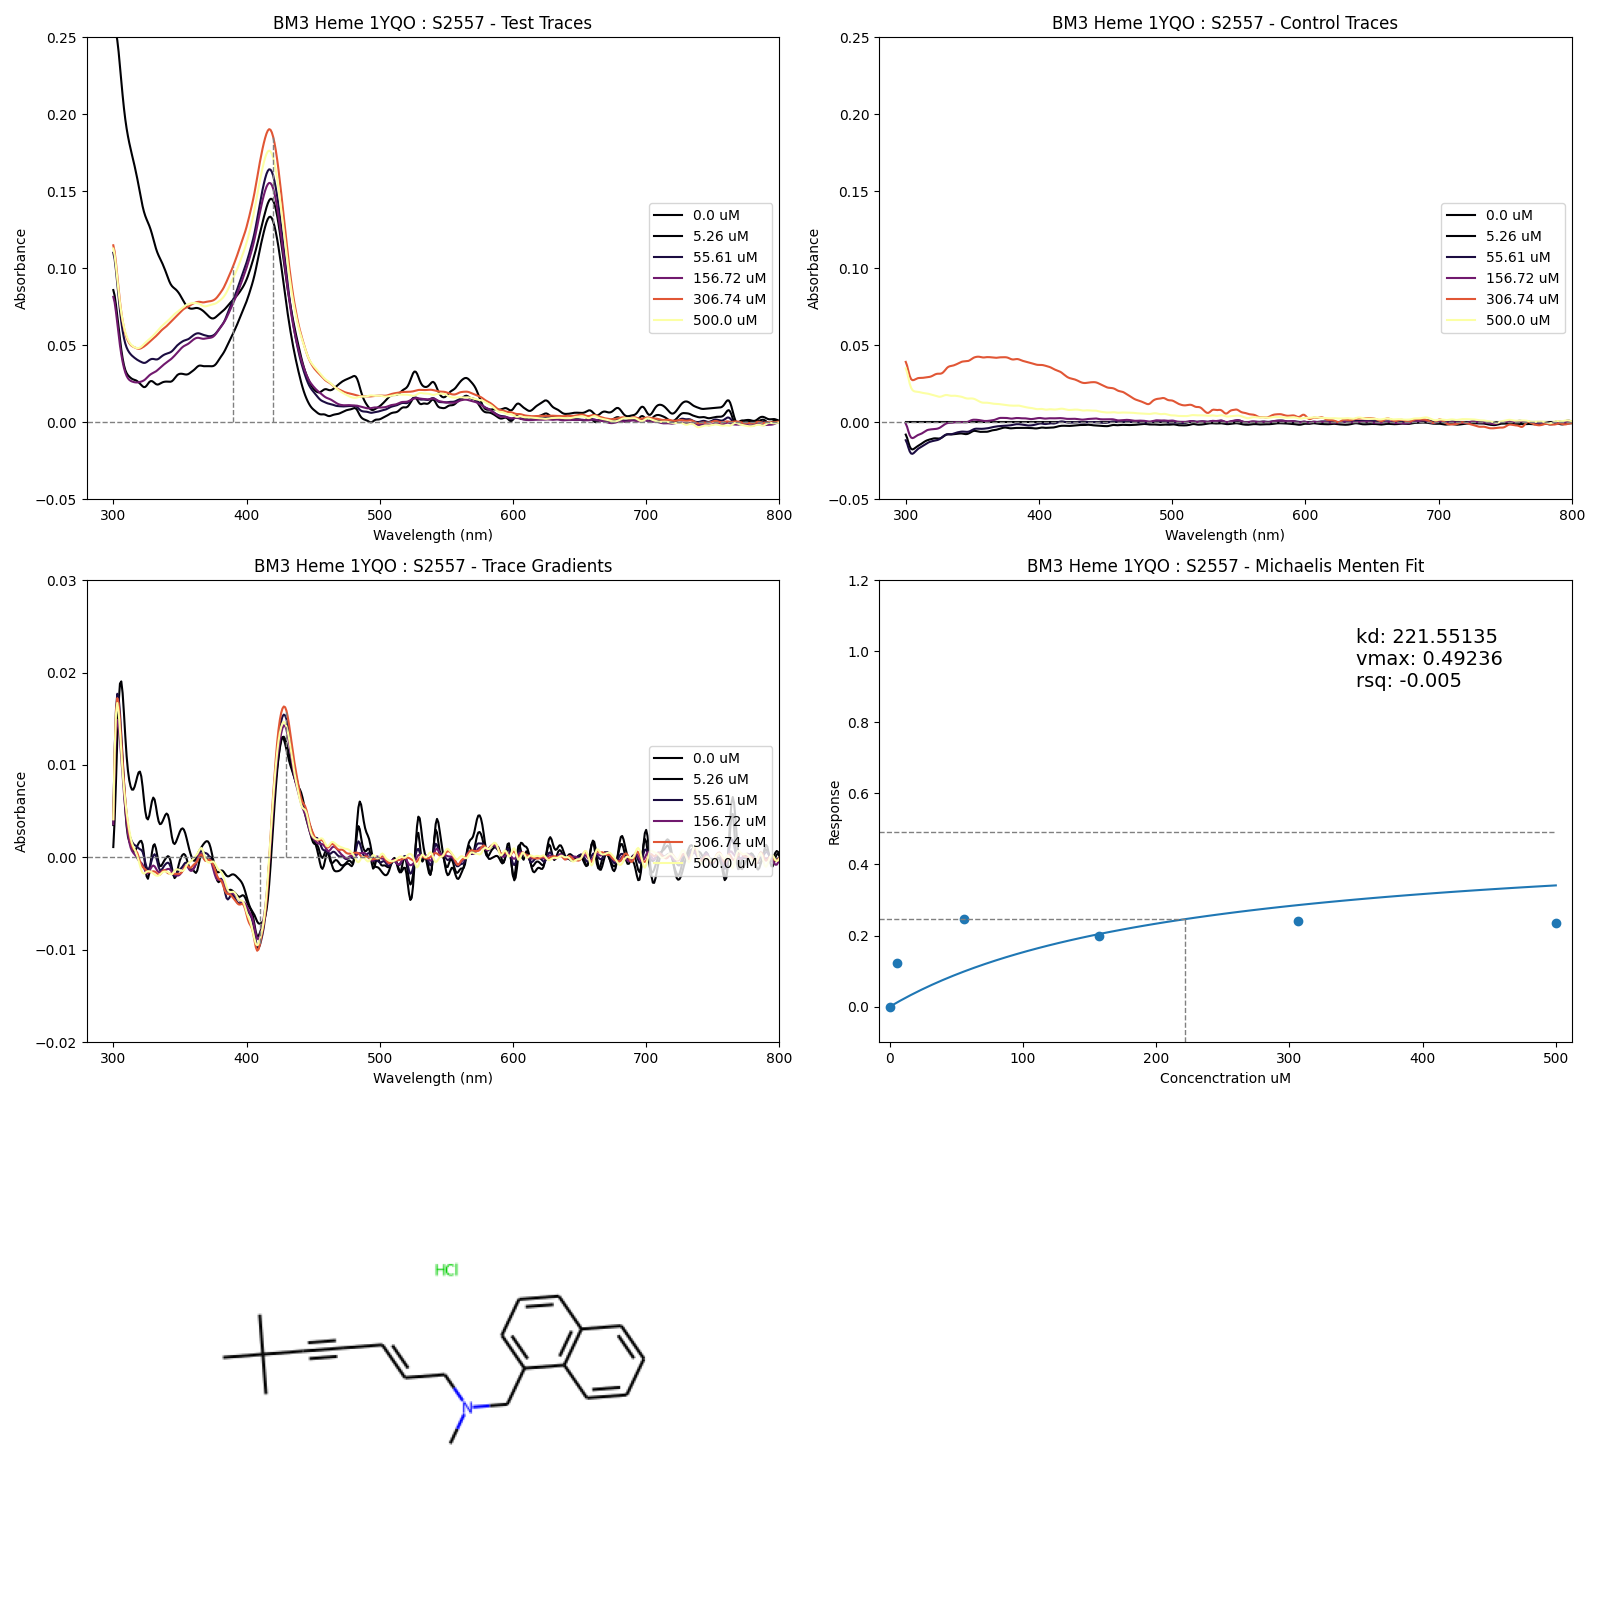 BM3 Heme 1YQO : S2557 - Test Traces
0.25
0.20
0.15
0.10
0.05
0.00
−0.05
Absorbance
300 400 500 600 700 800
Wavelength (nm)
0.0 uM
5.26 uM
55.61 uM
156.72 uM
306.74 uM
500.0 uM
BM3 Heme 1YQO : S2557 - Control Traces
0.25
0.20
0.15
0.10
0.05
0.00
−0.05
Absorbance
300 400 500 600 700 800
Wavelength (nm)
0.0 uM
5.26 uM
55.61 uM
156.72 uM
306.74 uM
500.0 uM
BM3 Heme 1YQO : S2557 - Trace Gradients
0.03
0.02
0.01
0.00
−0.01
−0.02
Absorbance
300 400 500 600 700 800
Wavelength (nm)
0.0 uM
5.26 uM
55.61 uM
156.72 uM
306.74 uM
500.0 uM
BM3 Heme 1YQO : S2557 - Michaelis Menten Fit
1.2
1.0
0.8
0.6
0.4
0.2
0.0
Response
kd: 221.55135
vmax: 0.49236
rsq: -0.005
0 100 200 300 400 500
Concenctration uM
HCl
N